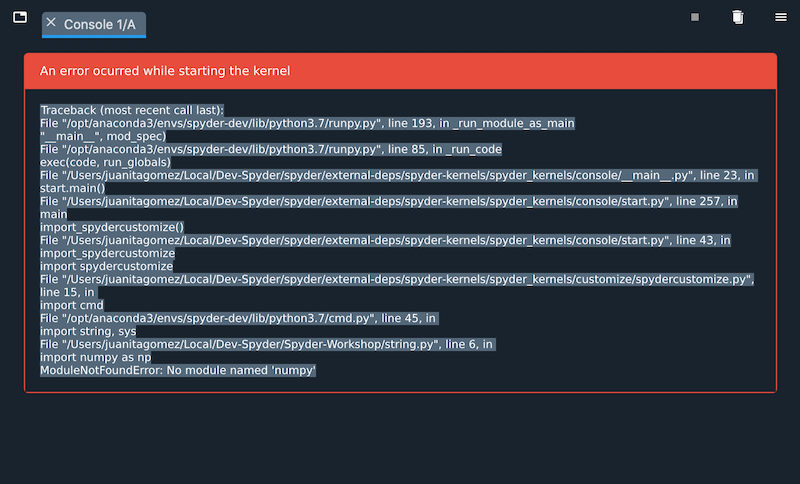 Console 1/A
An error ocurred while starting the kernel
Traceback (most recent call last):
File "/opt/anaconda3/envs/spyder-dev/lib/python3.7/runpy.py", line 193, in _run_module_as_main
"__main__", mod_spec)
File "/opt/anaconda3/envs/spyder-dev/lib/python3.7/runpy.py", line 85, in _run_code
exec(code, run_globals)
File "/Users/juanitagomez/Local/Dev-Spyder/spyder/external-deps/spyder-kernels/spyder_kernels/console/__main__.py", line 23, in
start.main()
File "/Users/juanitagomez/Local/Dev-Spyder/spyder/external-deps/spyder-kernels/spyder_kernels/console/start.py", line 257, in
main
import_spydercustomize()
File "/Users/juanitagomez/Local/Dev-Spyder/spyder/external-deps/spyder-kernels/spyder_kernels/console/start.py", line 43, in
import_spydercustomize
import spydercustomize
File "/Users/juanitagomez/Local/Dev-Spyder/spyder/external-deps/spyder-kernels/spyder_kernels/customize/spydercustomize.py",
line 15, in
import cmd
File "/opt/anaconda3/envs/spyder-dev/lib/python3.7/cmd.py", line 45, in
import string, sys
File "/Users/juanitagomez/Local/Dev-Spyder/Spyder-Workshop/string.py", line 6, in
import numpy as np
ModuleNotFoundError: No module named 'numpy'